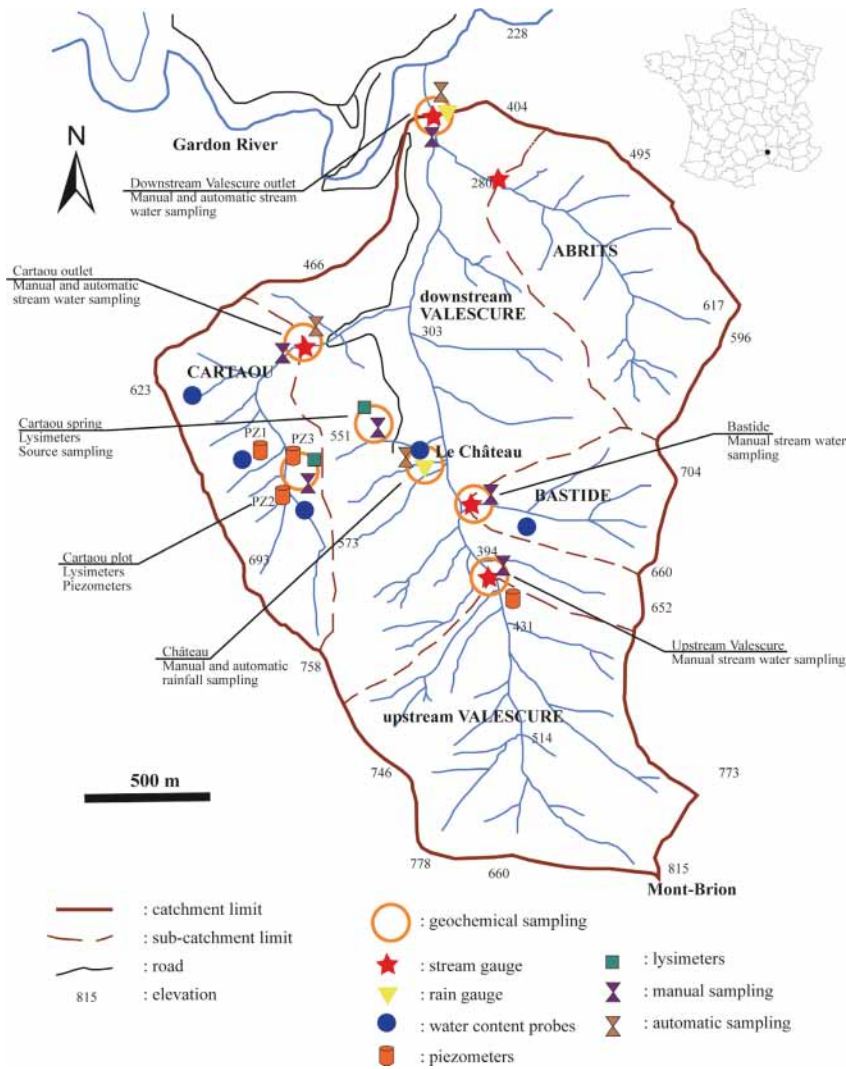 228
404
Gardon River
N
495
280
Downstream Valescure outlet
Manual and automatic stream
water sampling
ABRITS
466
Cartaou outlet
Manual and automatic
stream water sampling
downstream
VALESCURE
303
617
596
CARTAOU
623
Cartaou spring
Lysimeters
Source sampling
551
PZ1
PZ3
Le Château
Bastide
Manual stream water
sampling
704
BASTIDE
PZ2
573
394
Cartaou plot
Lysimeters
Piezometers
693
660
652
431
Château
Manual and automatic
rainfall sampling
758
Upstream Valescure
Manual stream water sampling
upstream VALESCURE
514
500 m
746
773
778
660
815
Mont-Brion
: catchment limit
: sub-catchment limit
: road
815 : elevation
: geochemical sampling
: stream gauge
: rain gauge
: water content probes
: piezometers
: lysimeters
: manual sampling
: automatic sampling